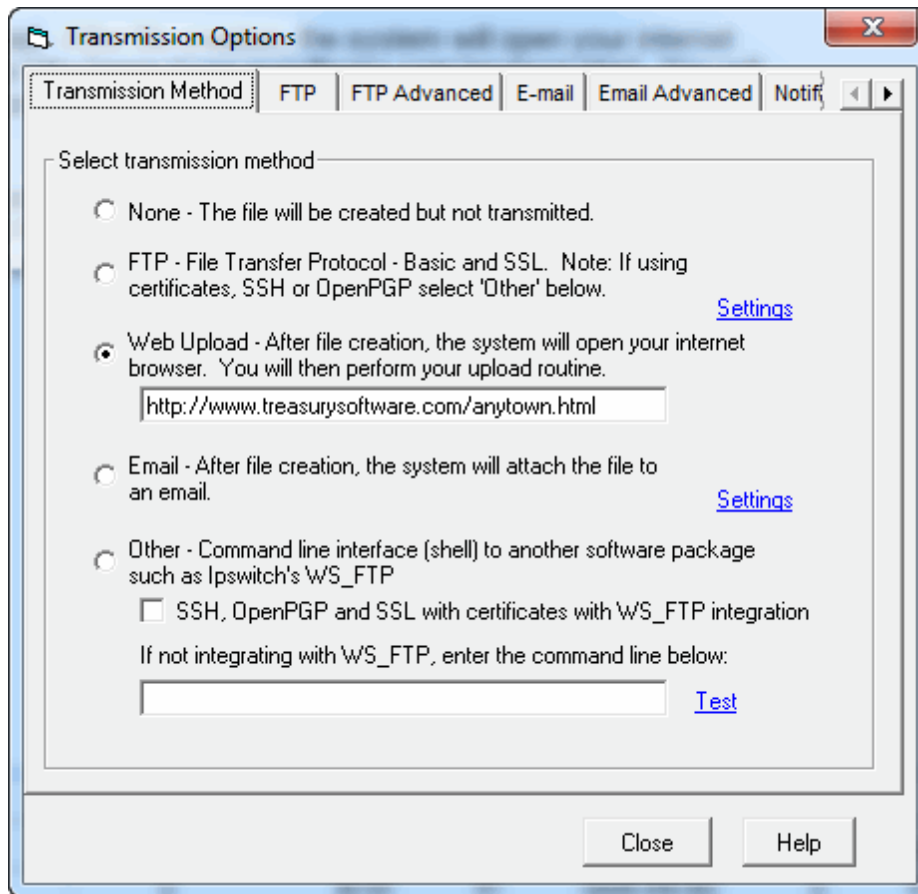 Transmission Options
Transmission Method FTP FTP Advanced E-mail Email Advanced Notif
Select transmission method
None - The file will be created but not transmitted.
FTP - File Transfer Protocol - Basic and SSL. Note: If using
certificates, SSH or OpenPGP select 'Other' below.
Settings
Web Upload - After file creation, the system will open your internet
browser. You will then perform your upload routine.
http://www.treasurysoftware.com/anytown.html
Email - After file creation, the system will attach the file to
an email.
Settings
Other - Command line interface (shell) to another software package
such as Ipswitch's WS_FTP
SSH, OpenPGP and SSL with certificates with WS_FTP integration
If not integrating with WS_FTP, enter the command line below:
Test
Close Help